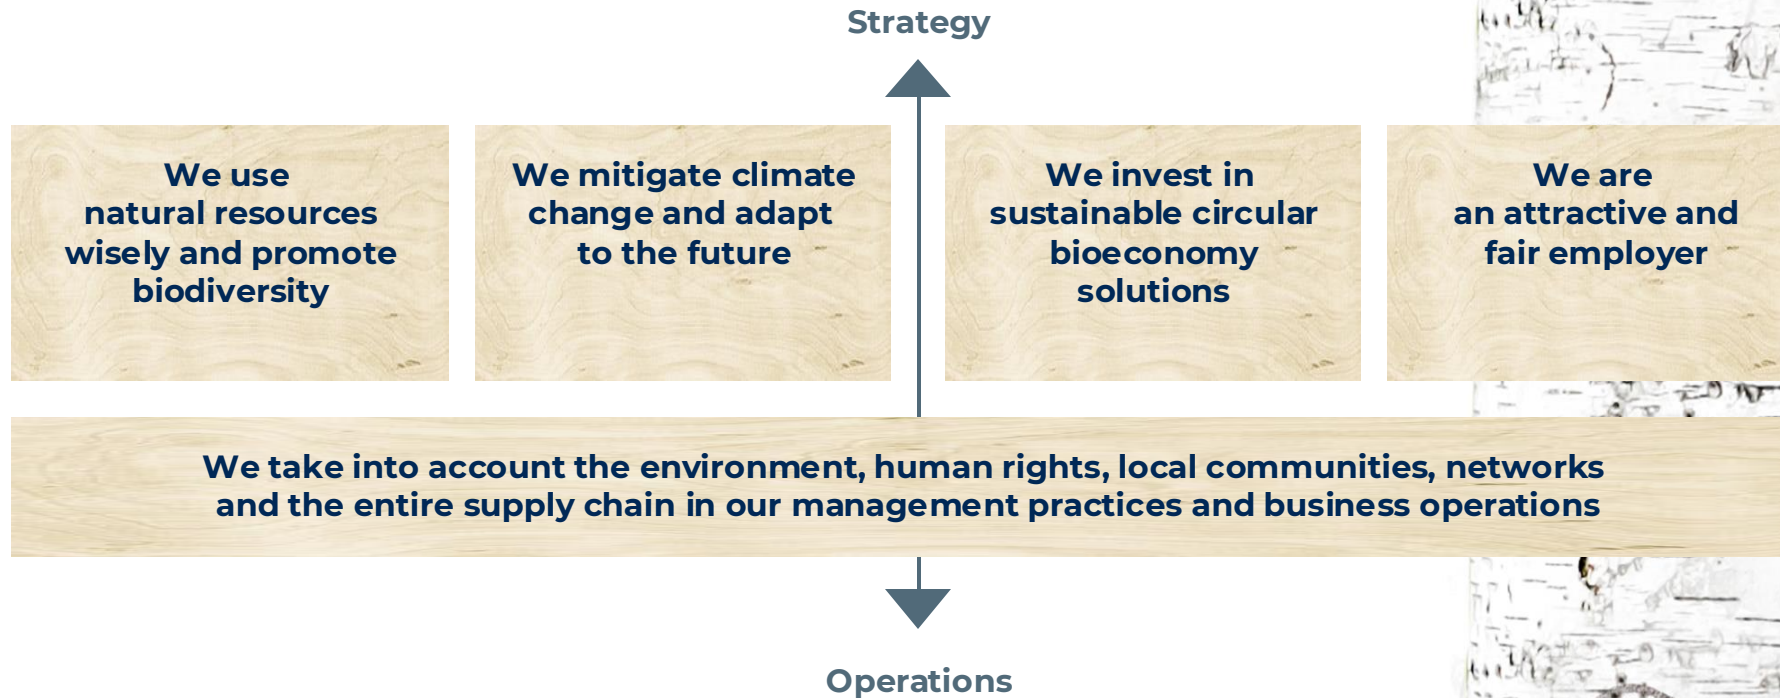 Strategy
We use
natural resources
wisely and promote
biodiversity
We mitigate climate
change and adapt
to the future
We invest in
sustainable circular
bioeconomy
solutions
We are
an attractive and
fair employer
We take into account the environment, human rights, local communities, networks
and the entire supply chain in our management practices and business operations
Operations